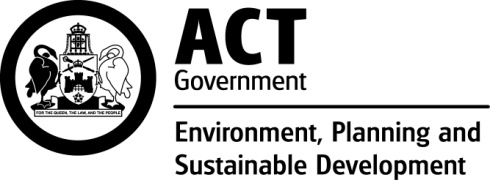 ACT
Government
FOR THE QUEEN, THE LAW, AND THE PEOPLE
Environment, Planning and
Sustainable Development